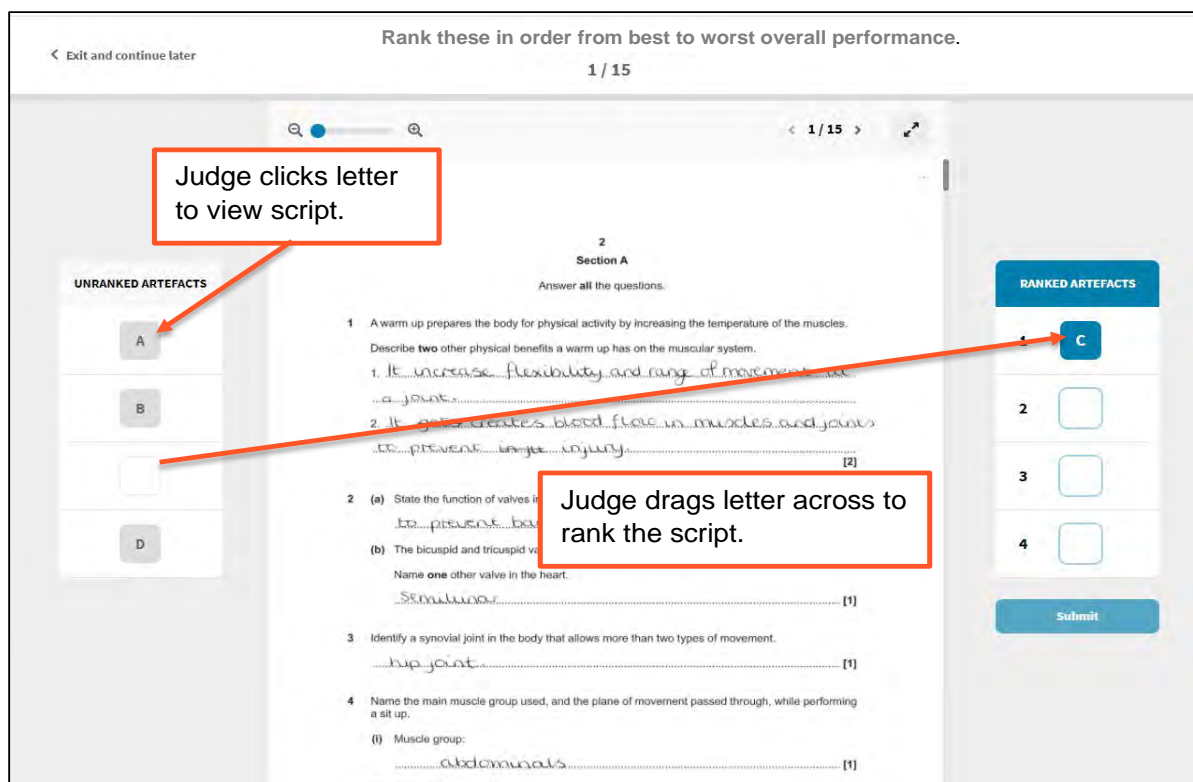 Rank these in order from best to worst overall performance.
< Exit and continue later
1 / 15
< 1 / 15 >
Judge clicks letter
to view script.
2
Section A
Answer all the questions.
UNRANKED ARTEFACTS
A
B
D
1 A warm up prepares the body for physical activity by increasing the temperature of the muscles.
Describe two other physical benefits a warm up has on the muscular system.
1. It increase flexibility and range of movement at
a joint.
2. It creates blood flow in muscles and joints
to prevent injury.
[2]
2 (a) State the function of valves
to prevent
(b) The bicuspid and tricuspid
Name one other valve in the heart.
Semilunar [1]
3 Identify a synovial joint in the body that allows more than two types of movement.
hip joint. [1]
4 Name the main muscle group used, and the plane of movement passed through, while performing
a sit up.
(i) Muscle group:
abdominals [1]
Judge drags letter across to
rank the script.
RANKED ARTEFACTS
1 C
2
3
4
Submit